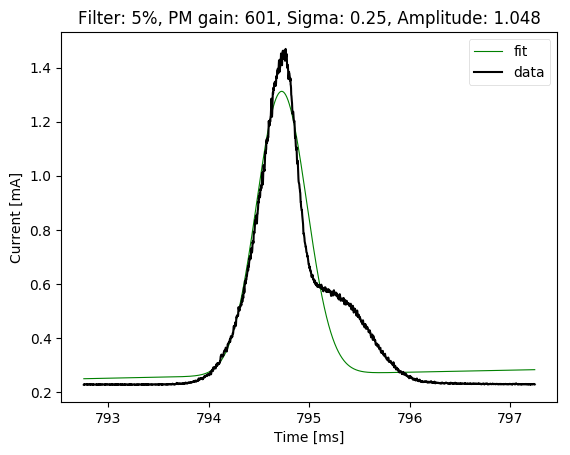 Filter: 5%, PM gain: 601, Sigma: 0.25, Amplitude: 1.048
fit
data
1.4
1.2
1.0
0.8
0.6
0.4
0.2
Current [mA]
793
794
795
796
797
Time [ms]